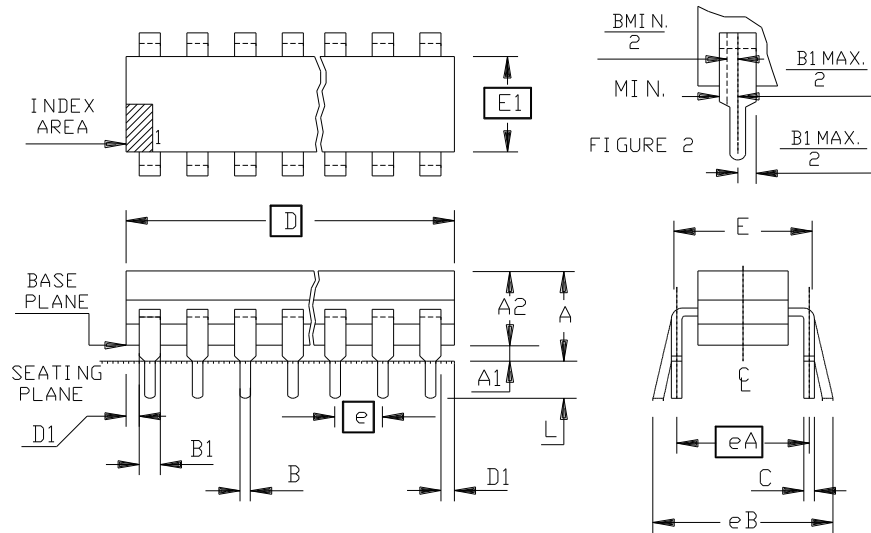 INDEX
AREA
1
E1
BMIN.
2
MIN.
B1 MAX.
2
FIGURE 2
B1 MAX.
2
D
BASE
PLANE
A2
A
SEATING
PLANE
A1
L
D1
B1
B
e
D1
E
℄
eA
C
eB